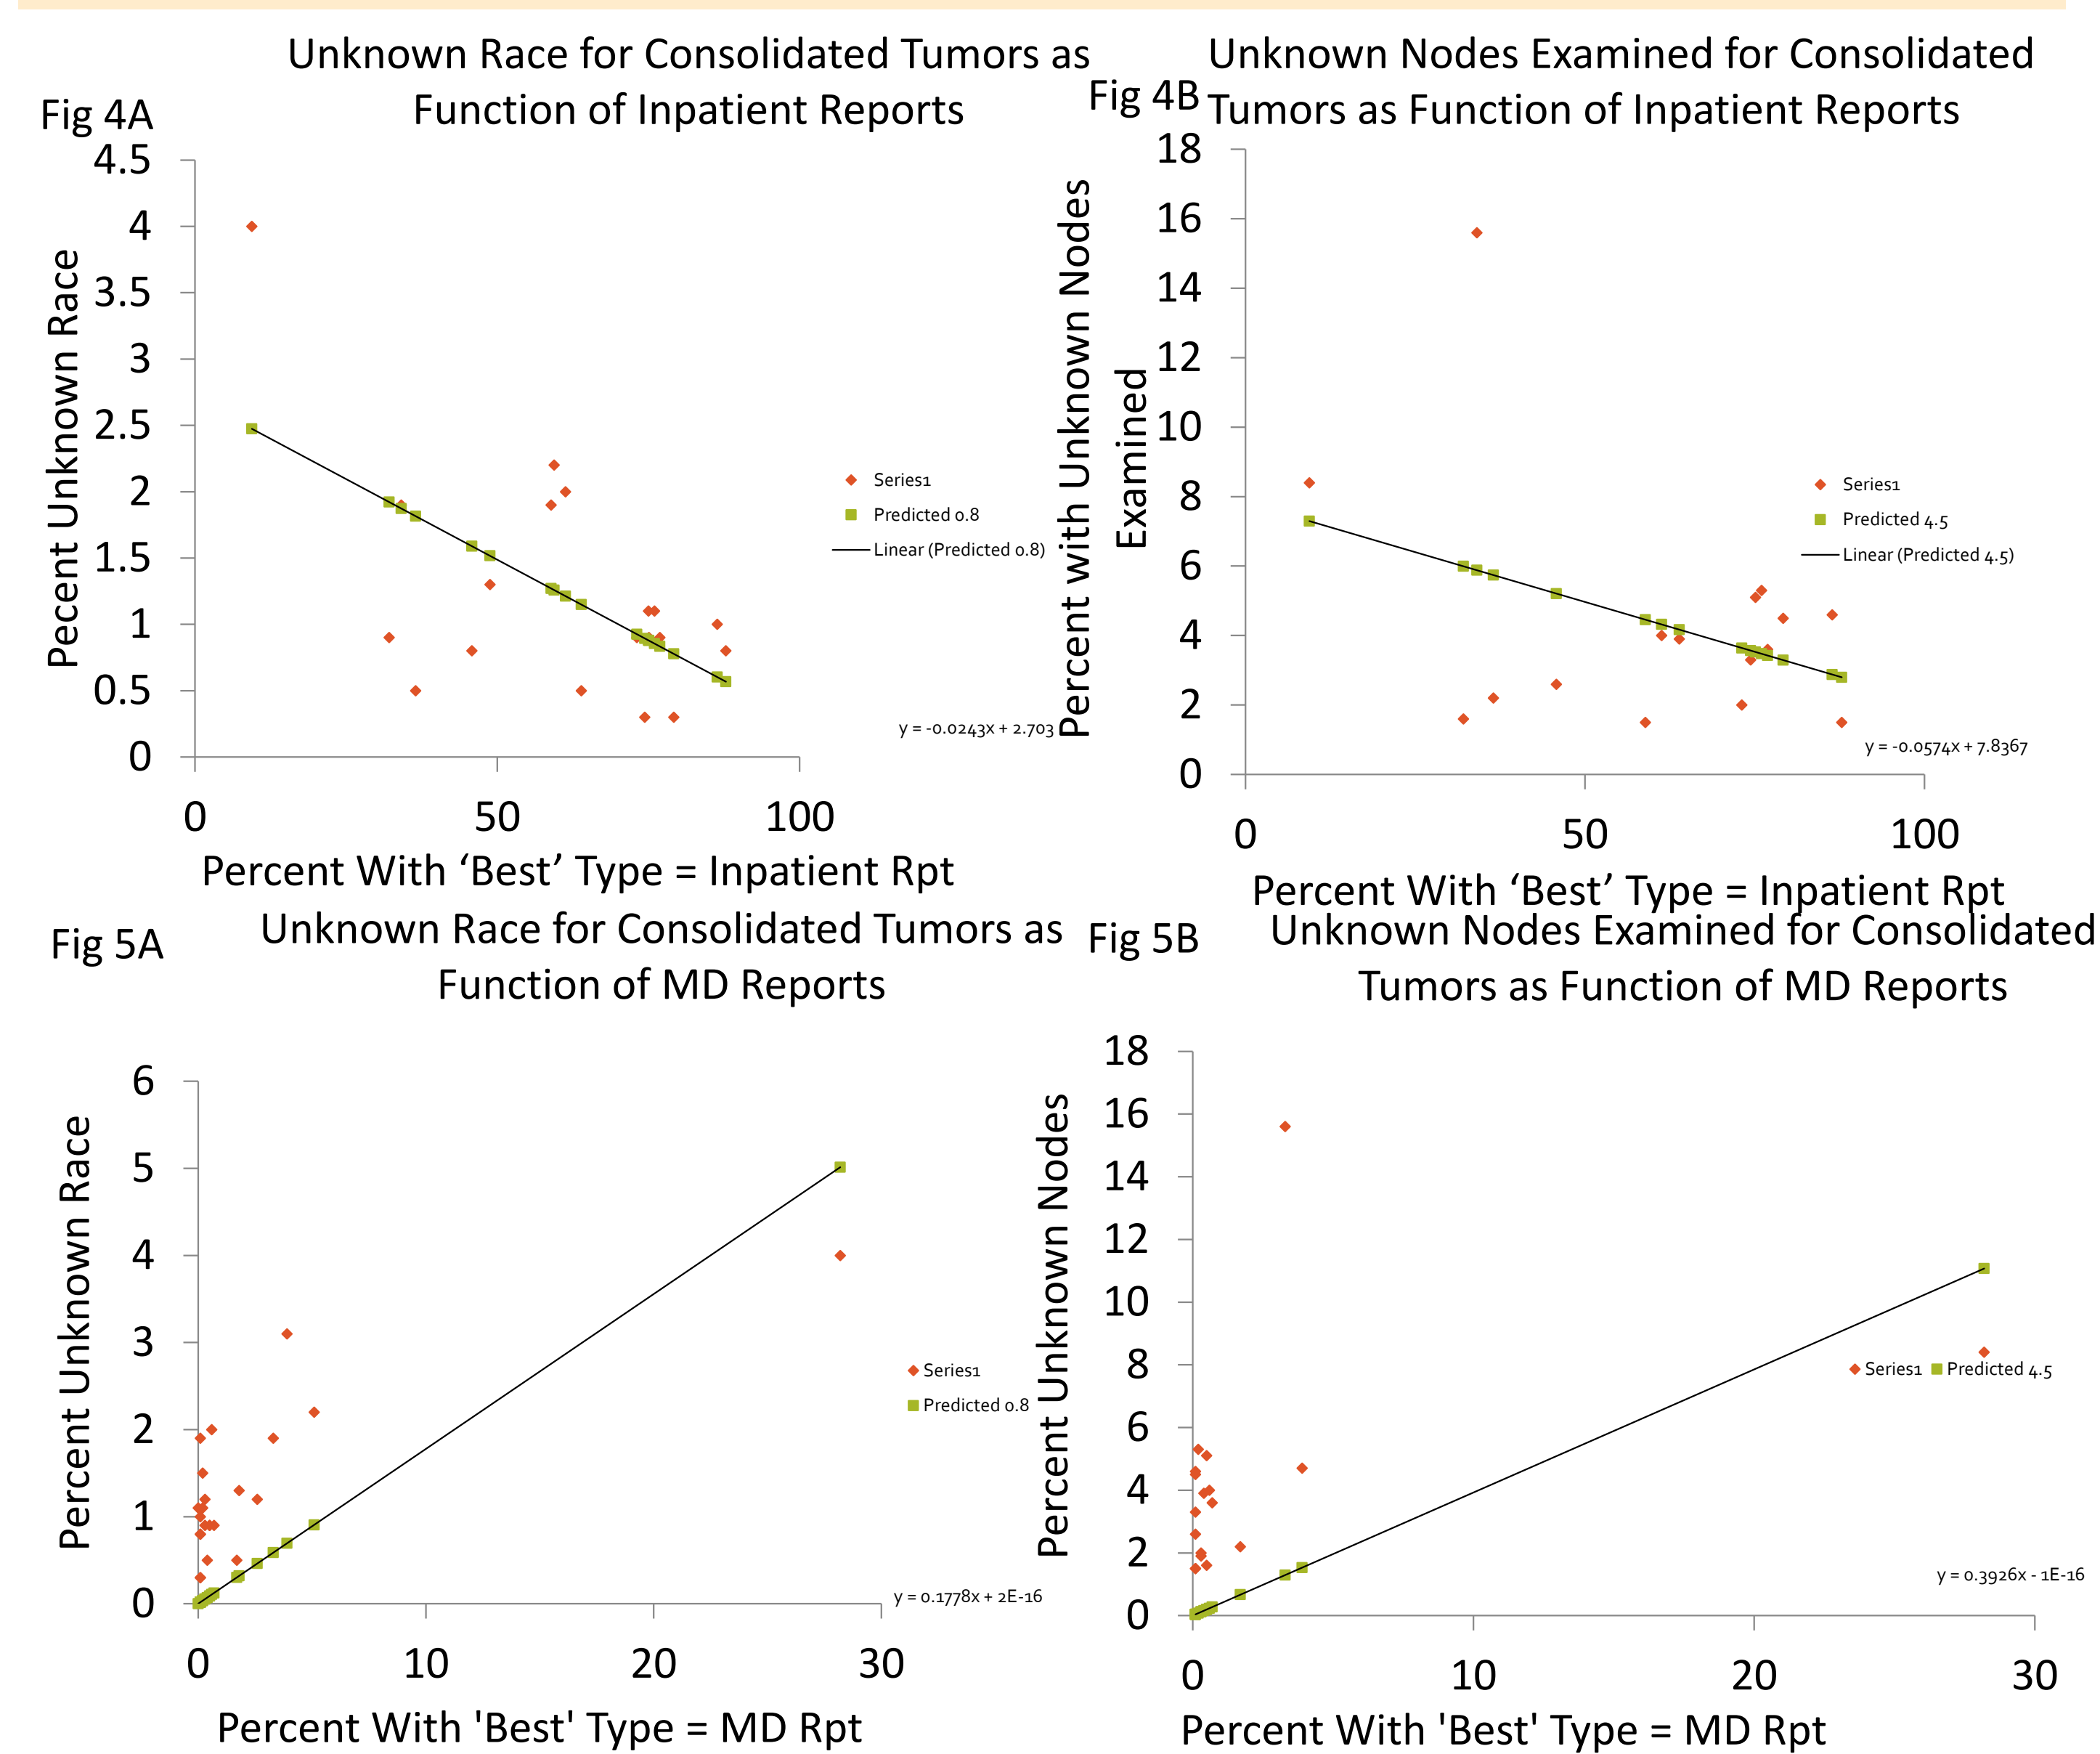 Unknown Race for Consolidated Tumors as
Function of Inpatient Reports
Fig 4A
4.5
4
3.5
3
2.5
2
1.5
1
0.5
0
Pecent Unknown Race
0 50 100
Percent With ‘Best’ Type = Inpatient Rpt
Series1
Predicted 0.8
Linear (Predicted 0.8)
y = -0.0243x + 2.703
Unknown Nodes Examined for Consolidated
Fig 4B
Tumors as Function of Inpatient Reports
18
16
14
12
10
8
6
4
2
0
Percent with Unknown Nodes
Examined
0 50 100
Percent With ‘Best’ Type = Inpatient Rpt
Series1
Predicted 4.5
Linear (Predicted 4.5)
y = -0.0574x + 7.8367
Unknown Race for Consolidated Tumors as
Fig 5A
Function of MD Reports
6
5
4
3
2
1
0
Percent Unknown Race
0 10 20 30
Percent With 'Best' Type = MD Rpt
Series1
Predicted 0.8
y = 0.1778x + 2E-16
Fig 5B
Unknown Nodes Examined for Consolidated
Tumors as Function of MD Reports
18
16
14
12
10
8
6
4
2
0
Percent Unknown Nodes
0 10 20 30
Percent With 'Best' Type = MD Rpt
Series1 Predicted 4.5
y = 0.3926x - 1E-16